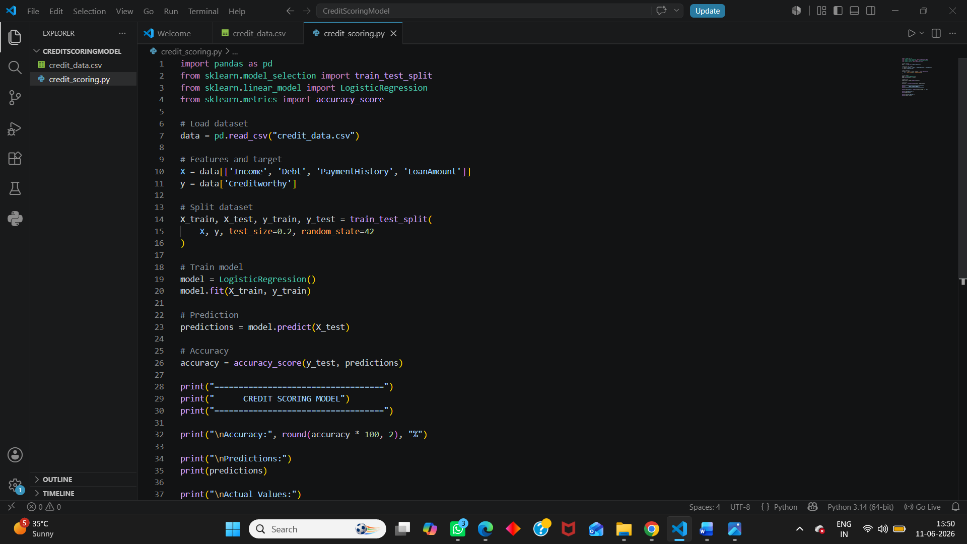 File Edit Selection View Go Run Terminal Help
CreditScoringModel
Update
EXPLORER
CREDITSCORINGMODEL
credit_data.csv
credit_scoring.py
OUTLINE
TIMELINE
Welcome
credit_data.csv
credit_scoring.py
credit_scoring.py > ...
1 import pandas as pd
2 from sklearn.model_selection import train_test_split
3 from sklearn.linear_model import LogisticRegression
4 from sklearn.metrics import accuracy_score
5
6 # Load dataset
7 data = pd.read_csv("credit_data.csv")
8
9 # Features and target
10 X = data[['Income', 'Debt', 'PaymentHistory', 'LoanAmount']]
11 y = data['Creditworthy']
12
13 # Split dataset
14 X_train, X_test, y_train, y_test = train_test_split(
15 X, y, test_size=0.2, random_state=42
16 )
17
18 # Train model
19 model = LogisticRegression()
20 model.fit(X_train, y_train)
21
22 # Prediction
23 predictions = model.predict(X_test)
24
25 # Accuracy
26 accuracy = accuracy_score(y_test, predictions)
27
28 print("===================================")
29 print(" CREDIT SCORING MODEL")
30 print("===================================")
31
32 print("\nAccuracy:", round(accuracy * 100, 2), "%")
33
34 print("\nPredictions:")
35 print(predictions)
36
37 print("\nActual Values:")
0 0
Spaces: 4 UTF-8 {} Python Python 3.14 (64-bit) Go Live
5
35°C
Sunny
Search
3
ENG
IN
15:50
11-06-2026
1